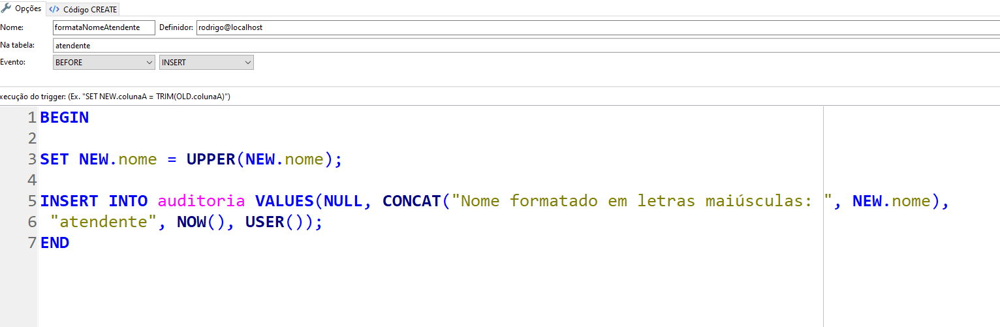 Opções </> Código CREATE
Nome: formataNomeAtendente Definidor: rodrigo@localhost
Na tabela: atendente
Evento: BEFORE INSERT
xecução do trigger: (Ex. "SET NEW.colunaA = TRIM(OLD.colunaA)")
1 BEGIN
2
3 SET NEW.nome = UPPER(NEW.nome);
4
5 INSERT INTO auditoria VALUES(NULL, CONCAT("Nome formatado em letras maiúsculas: ", NEW.nome),
6 "atendente", NOW(), USER());
7 END